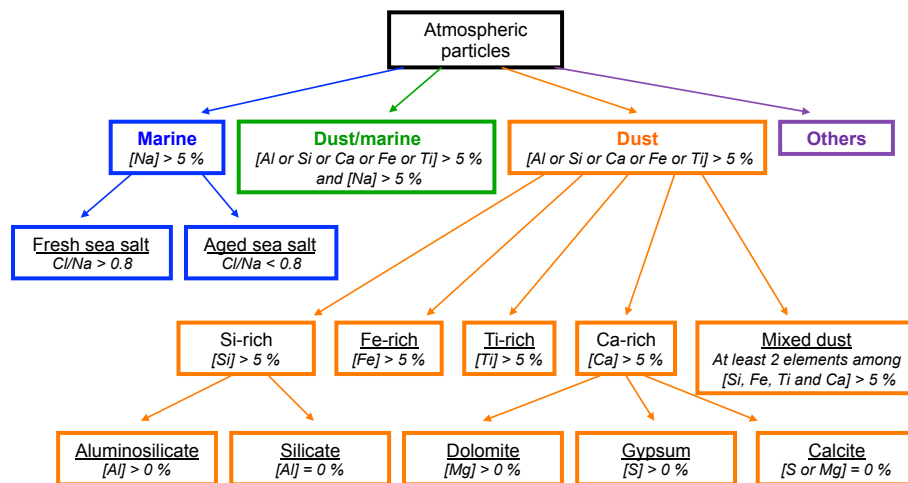 Atmospheric
particles
Marine
[Na] > 5 %
Dust/marine
[Al or Si or Ca or Fe or Ti] > 5 %
and [Na] > 5 %
Dust
[Al or Si or Ca or Fe or Ti] > 5 %
Others
Fresh sea salt
Cl/Na > 0.8
Aged sea salt
Cl/Na < 0.8
Si-rich
[Si] > 5 %
Fe-rich
[Fe] > 5 %
Ti-rich
[Ti] > 5 %
Ca-rich
[Ca] > 5 %
Mixed dust
At least 2 elements among
[Si, Fe, Ti and Ca] > 5 %
Aluminosilicate
[Al] > 0 %
Silicate
[Al] = 0 %
Dolomite
[Mg] > 0 %
Gypsum
[S] > 0 %
Calcite
[S or Mg] = 0 %